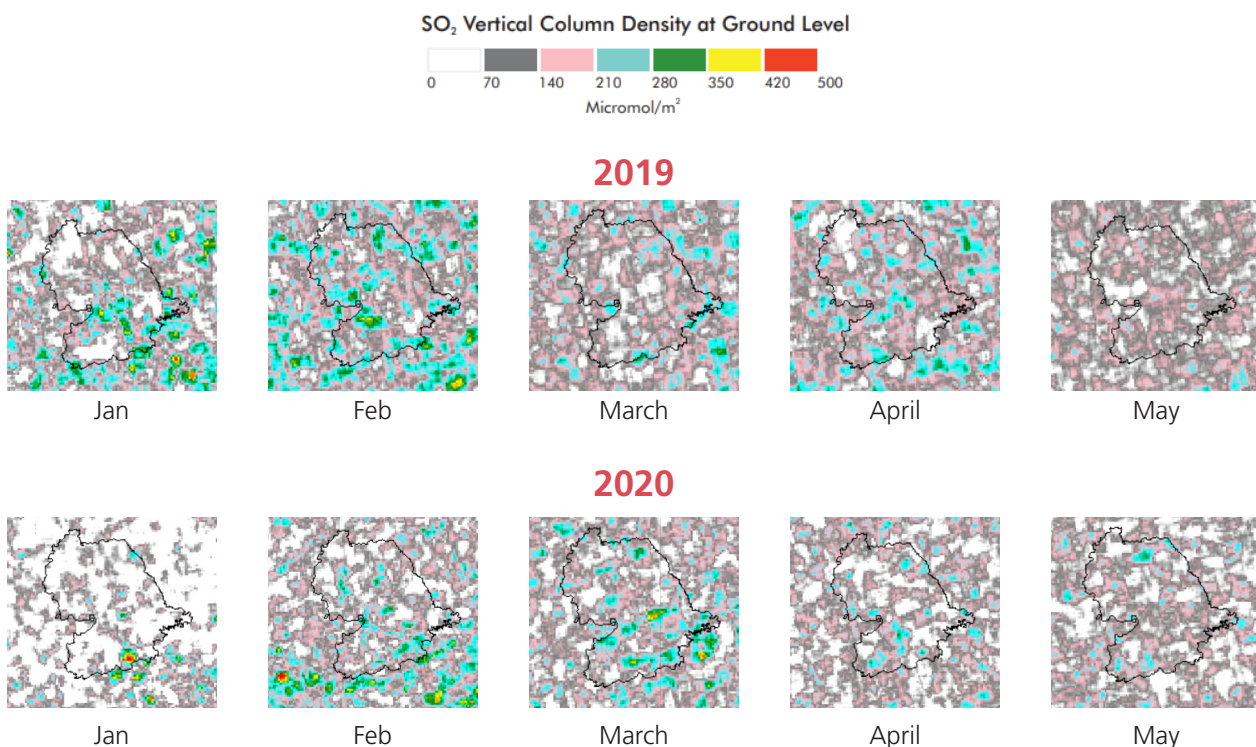 SO₂ Vertical Column Density at Ground Level
0 70 140 210 280 350 420 500
Micromol/m²
2019
Jan Feb March April May
2020
Jan Feb March April May